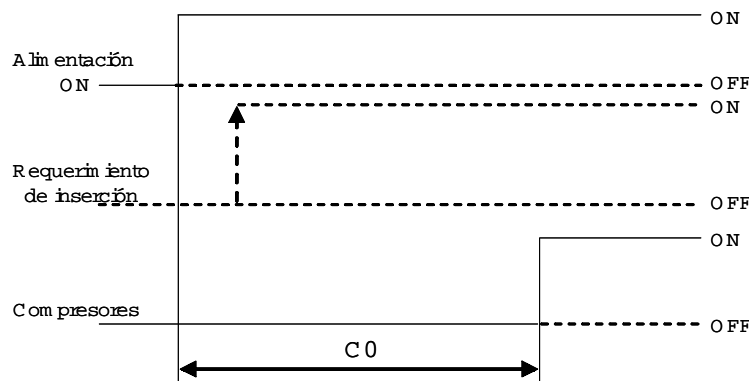 ON
Alimentación
ON
OFF
ON
Requerimiento
de inserción
OFF
ON
Compresores
OFF
C0